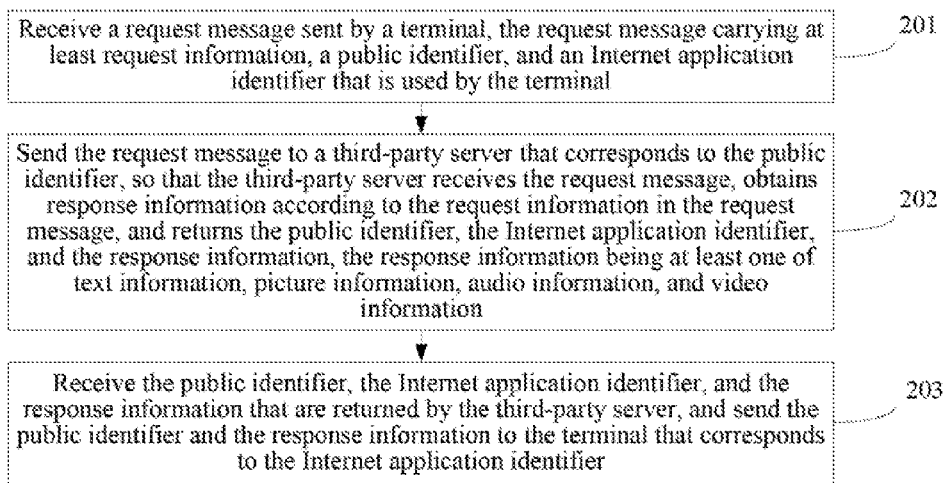 Receive a request message sent by a terminal, the request message carrying at
least request information, a public identifier, and an Internet application
identifier that is used by the terminal
201
Send the request message to a third-party server that corresponds to the public
identifier, so that the third-party server receives the request message, obtains
response information according to the request information in the request
message, and returns the public identifier, the Internet application identifier,
and the response information, the response information being at least one of
text information, picture information, audio information, and video
information
202
Receive the public identifier, the Internet application identifier, and the
response information that are returned by the third-party server, and send the
public identifier and the response information to the terminal that corresponds
to the Internet application identifier
203